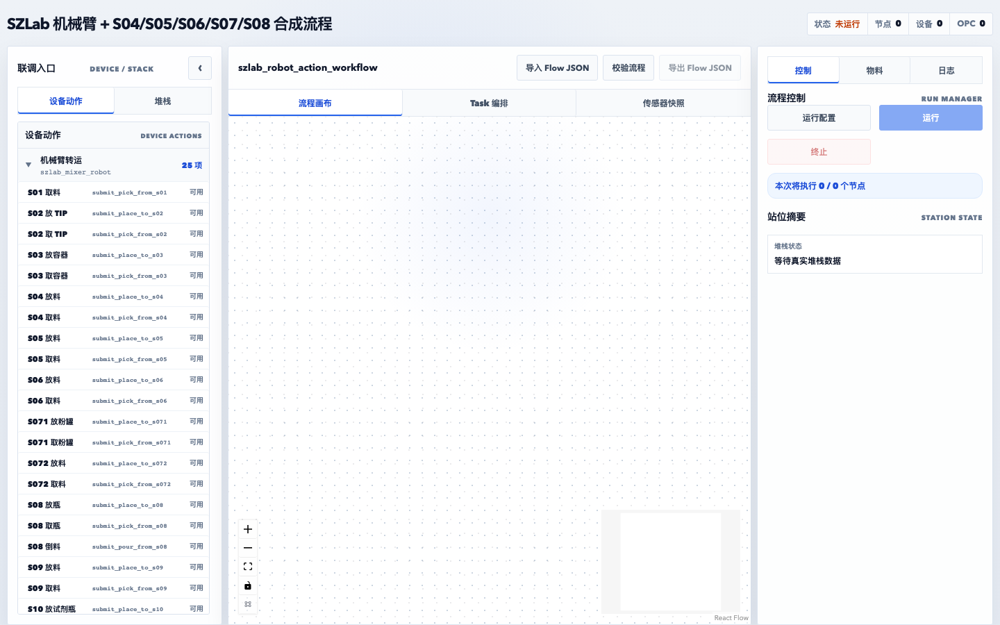 SZLab 机械臂 + S04/S05/S06/S07/S08 合成流程
状态 未运行 节点 0 设备 0 OPC 0
联调入口 DEVICE / STACK
设备动作 堆栈
设备动作 DEVICE ACTIONS
机械臂转运
szlab_mixer_robot
25 项
S01 取料 submit_pick_from_s01 可用
S02 放 TIP submit_place_to_s02 可用
S02 取 TIP submit_pick_from_s02 可用
S03 放容器 submit_place_to_s03 可用
S03 取容器 submit_pick_from_s03 可用
S04 放料 submit_place_to_s04 可用
S04 取料 submit_pick_from_s04 可用
S05 放料 submit_place_to_s05 可用
S05 取料 submit_pick_from_s05 可用
S06 放料 submit_place_to_s06 可用
S06 取料 submit_pick_from_s06 可用
S071 放粉罐 submit_place_to_s071 可用
S071 取粉罐 submit_pick_from_s071 可用
S072 放料 submit_place_to_s072 可用
S072 取料 submit_pick_from_s072 可用
S08 放瓶 submit_place_to_s08 可用
S08 取瓶 submit_pick_from_s08 可用
S08 倒料 submit_pour_from_s08 可用
S09 放料 submit_place_to_s09 可用
S09 取料 submit_pick_from_s09 可用
S10 放试剂瓶 submit_place_to_s10 可用
szlab_robot_action_workflow
导入 Flow JSON 校验流程 导出 Flow JSON
流程画布 Task 编排 传感器快照
React Flow
控制 物料 日志
流程控制 RUN MANAGER
运行配置 运行
终止
本次将执行 0 / 0 个节点
站位摘要 STATION STATE
堆栈状态
等待真实堆栈数据